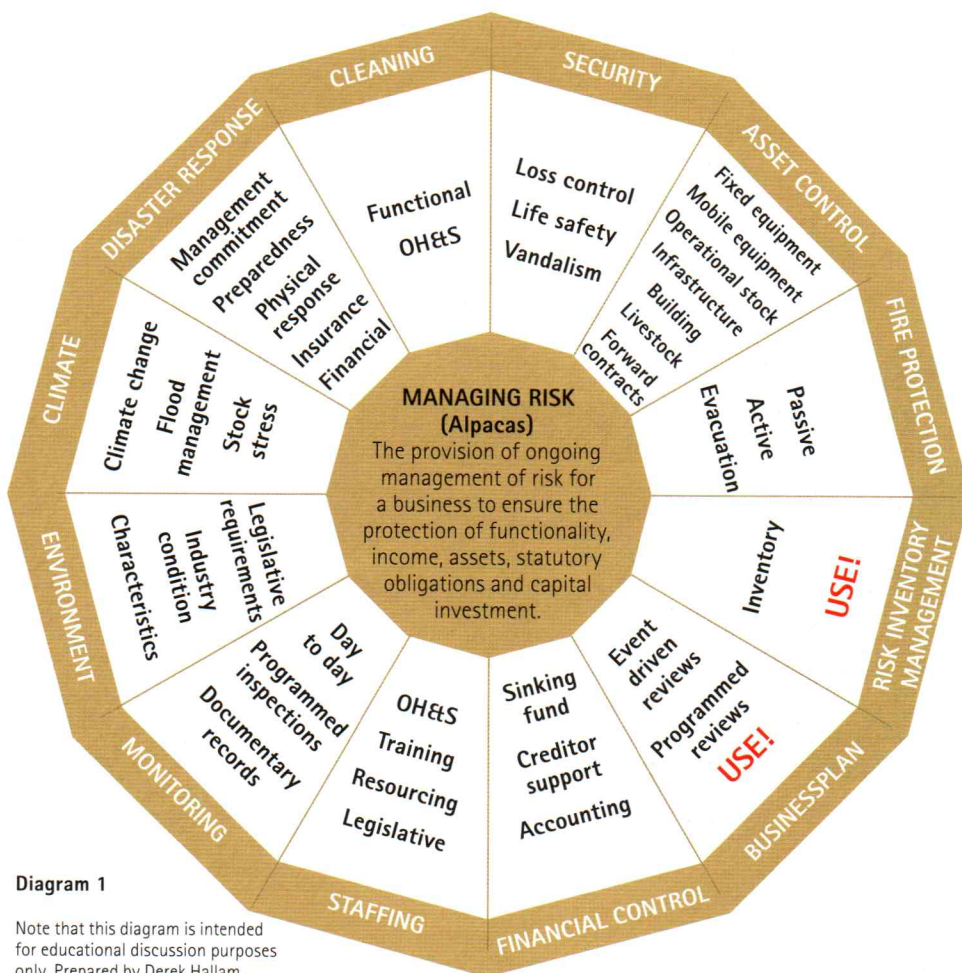 CLEANING
Functional
OH&S
SECURITY
Loss control
Life safety
Vandalism
ASSET CONTROL
Fixed equipment
Mobile equipment
Operational stock
Infrastructure
Building
Livestock
Forward
contracts
FIRE PROTECTION
Passive
Active
Evacuation
RISK INVENTORY
MANAGEMENT
Inventory
USE!
BUSINESSPLAN
Event
driven
reviews
Programmed
reviews
USE!
FINANCIAL CONTROL
Sinking
fund
Creditor
support
Accounting
STAFFING
OH&S
Training
Resourcing
Legislative
MONITORING
Day
to day
Programmed
inspections
Documentary
records
ENVIRONMENT
Legislative
requirements
Industry
condition
Characteristics
CLIMATE
Climate change
Flood
management
Stock
stress
DISASTER RESPONSE
Management
commitment
Preparedness
Physical
response
Insurance
Financial
MANAGING RISK
(Alpacas)
The provision of ongoing
management of risk for
a business to ensure the
protection of functionality,
income, assets, statutory
obligations and capital
investment.
Diagram 1
Note that this diagram is intended
for educational discussion purposes
only. Prepared by Derek Hallam